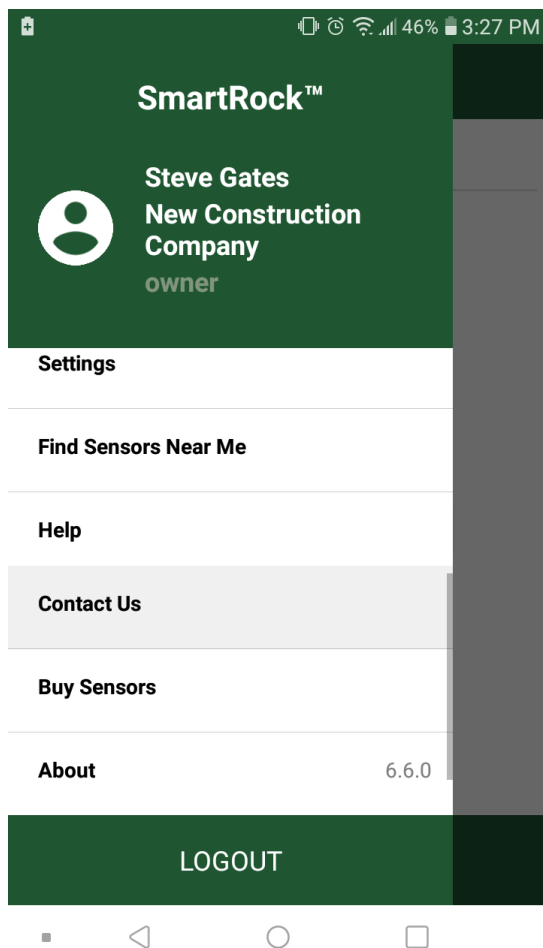 46% 3:27 PM
SmartRock™
Steve Gates
New Construction
Company
owner
Settings
Find Sensors Near Me
Help
Contact Us
Buy Sensors
About 6.6.0
LOGOUT